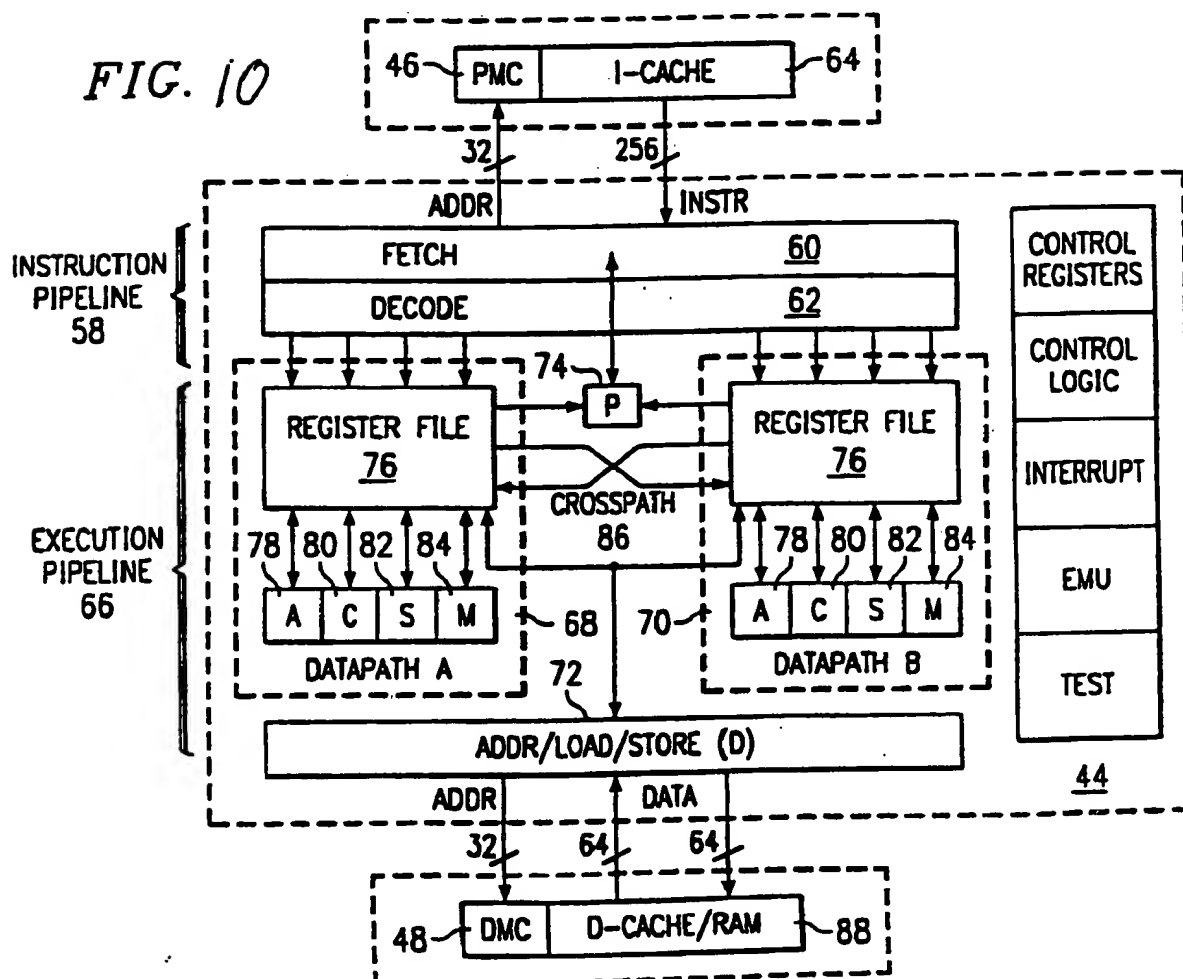 FIG. 10
46 PMC I-CACHE 64
32 256
ADDR INSTR
INSTRUCTION
PIPELINE
58
FETCH 60
DECODE 62
CONTROL
REGISTERS
CONTROL
LOGIC
INTERRUPT
EMU
TEST
44
EXECUTION
PIPELINE
66
REGISTER FILE
76
74
P
REGISTER FILE
76
CROSSPATH
86
78 80 82 84
A C S M
68
DATAPATH A
78 80 82 84
A C S M
70
DATAPATH B
72
ADDR/LOAD/STORE (D)
ADDR DATA
32 64 64
48 DMC D-CACHE/RAM 88